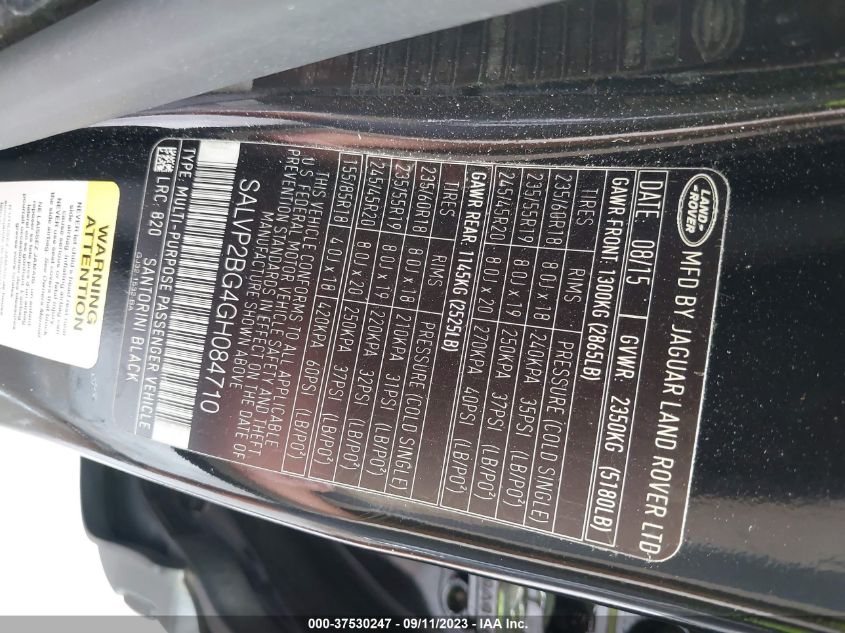 LAND
ROVER
MFD BY JAGUAR LAND ROVER LTD
DATE: 08/15 GVWR: 2350KG (5180LB)
GAWR FRONT 1300KG (2865LB)
TIRES RIMS PRESSURE (COLD SINGLE)
235/60R18 8.0J x 18 240KPA 35PSI (LB/PO²)
235/55R19 8.0J x 19 250KPA 37PSI (LB/PO²)
245/45R20 8.0J x 20 270KPA 40PSI (LB/PO²)
GAWR REAR 1145KG (2525LB)
TIRES RIMS PRESSURE (COLD SINGLE)
235/60R18 8.0J x 18 210KPA 31PSI (LB/PO²)
235/55R19 8.0J x 19 220KPA 32PSI (LB/PO²)
245/45R20 8.0J x 20 250KPA 37PSI (LB/PO²)
155/85R18 4.0J x 18 420KPA 60PSI (LB/PO²)
THIS VEHICLE CONFORMS TO ALL APPLICABLE
U.S FEDERAL MOTOR VEHICLE SAFETY AND THEFT
PREVENTION STANDARDS IN EFFECT ON THE DATE OF
MANUFACTURE SHOWN ABOVE
SALVP2BG4GH084710
TYPE: MULTI-PURPOSE PASSENGER VEHICLE
LRC 820 SANTORINI BLACK
WARNING
ATTENTION
000-37530247 - 09/11/2023 - IAA Inc.